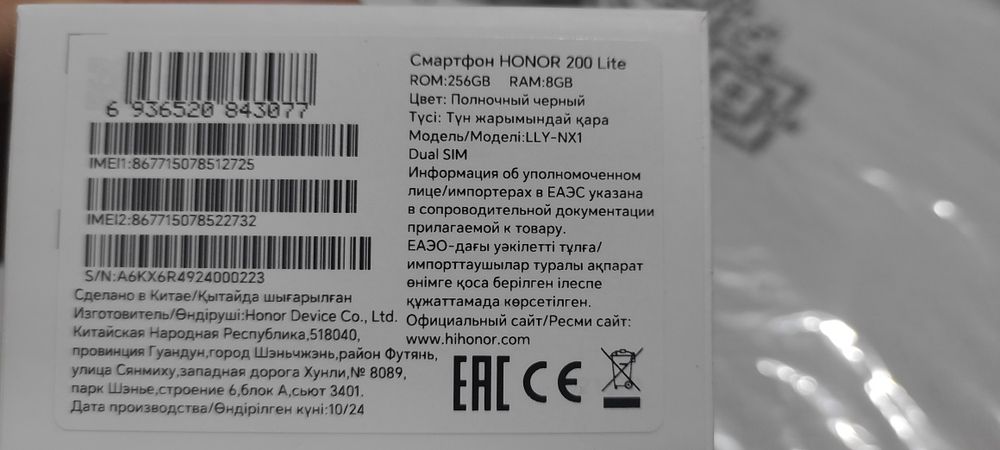 6 936520 843077
IMEI1:867715078512725
IMEI2:867715078522732
S/N:A6KX6R4924000223
Сделано в Китае/Қытайда шығарылған
Изготовитель/Өндіруші:Honor Device Co., Ltd.
Китайская Народная Республика,518040,
провинция Гуандун,город Шэньчжэнь,район Футянь,
улица Сянмиху,западная дорога Хунли,№ 8089,
парк Шэнье,строение 6,блок А,сьют 3401.
Дата производства/Өндірілген күні:10/24
Смартфон HONOR 200 Lite
ROM:256GB RAM:8GB
Цвет: Полночный черный
Түсі: Түн жарымындай қара
Модель/Моделі:LLY-NX1
Dual SIM
Информация об уполномоченном
лице/импортерах в ЕАЭС указана
в сопроводительной документации
прилагаемой к товару.
ЕАЭО-дағы уәкілетті тұлға/
импорттаушылар туралы ақпарат
өнімге қоса берілген ілеспе
құжаттамада көрсетілген.
Официальный сайт/Ресми сайт:
www.hihonor.com
EAC CE